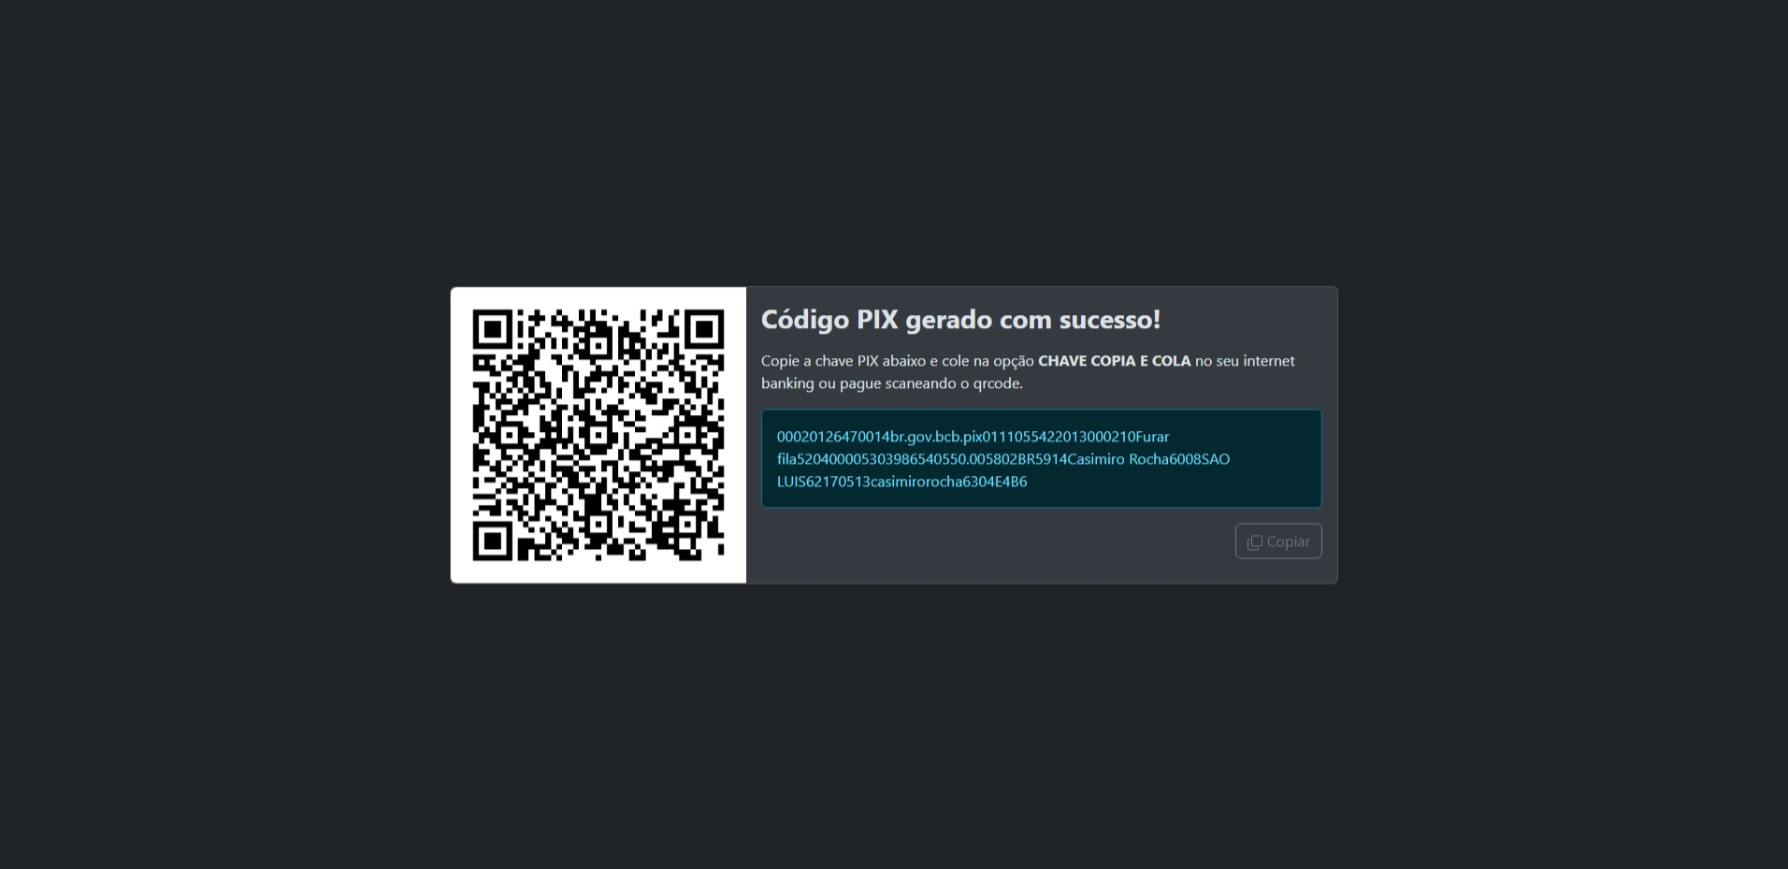 Código PIX gerado com sucesso!
Copie a chave PIX abaixo e cole na opção CHAVE COPIA E COLA no seu internet
banking ou pague scaneando o qrcode.
00020126470014br.gov.bcb.pix0111055422013000210Furar
fila520400005303986540550.005802BR5914Casimiro Rocha6008SAO
LUIS62170513casimirorocha6304E4B6
Copiar